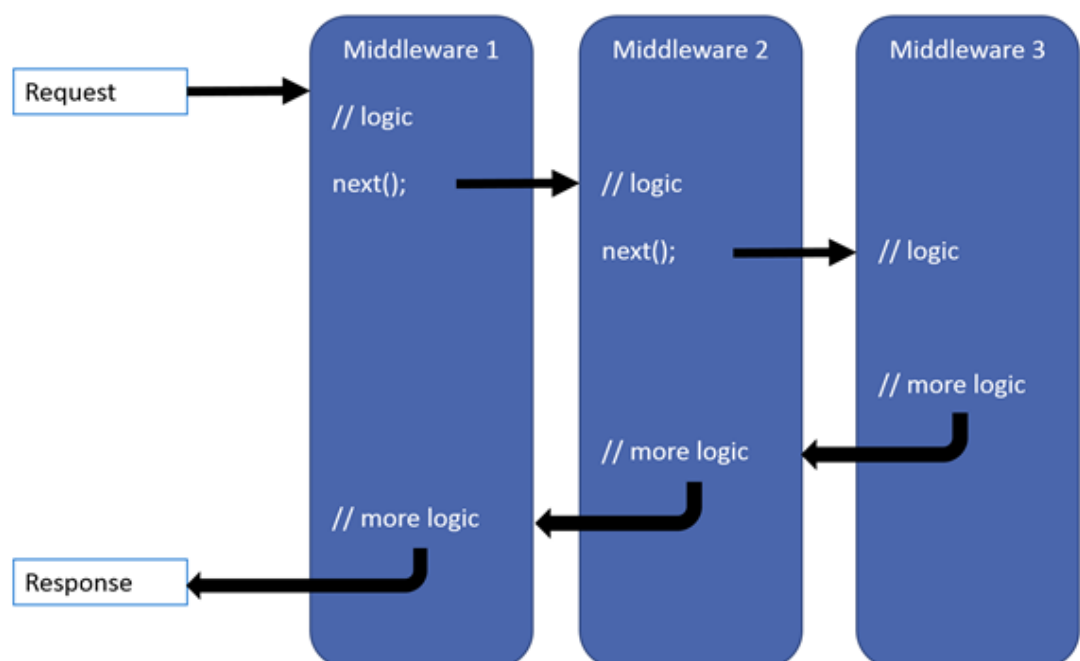 Middleware 1
Middleware 2
Middleware 3
Request
// logic
next();
// logic
next();
// logic
// more logic
// more logic
// more logic
Response